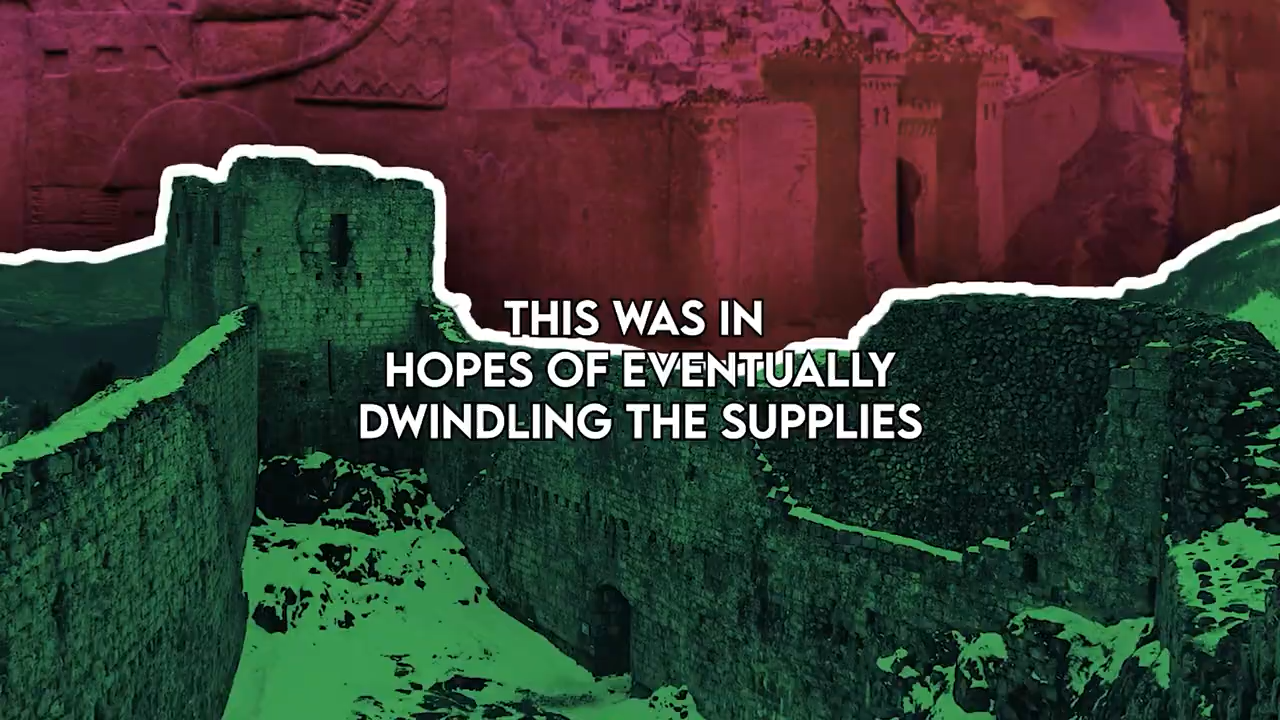 THIS WAS IN
HOPES OF EVENTUALLY
DWINDLING THE SUPPLIES